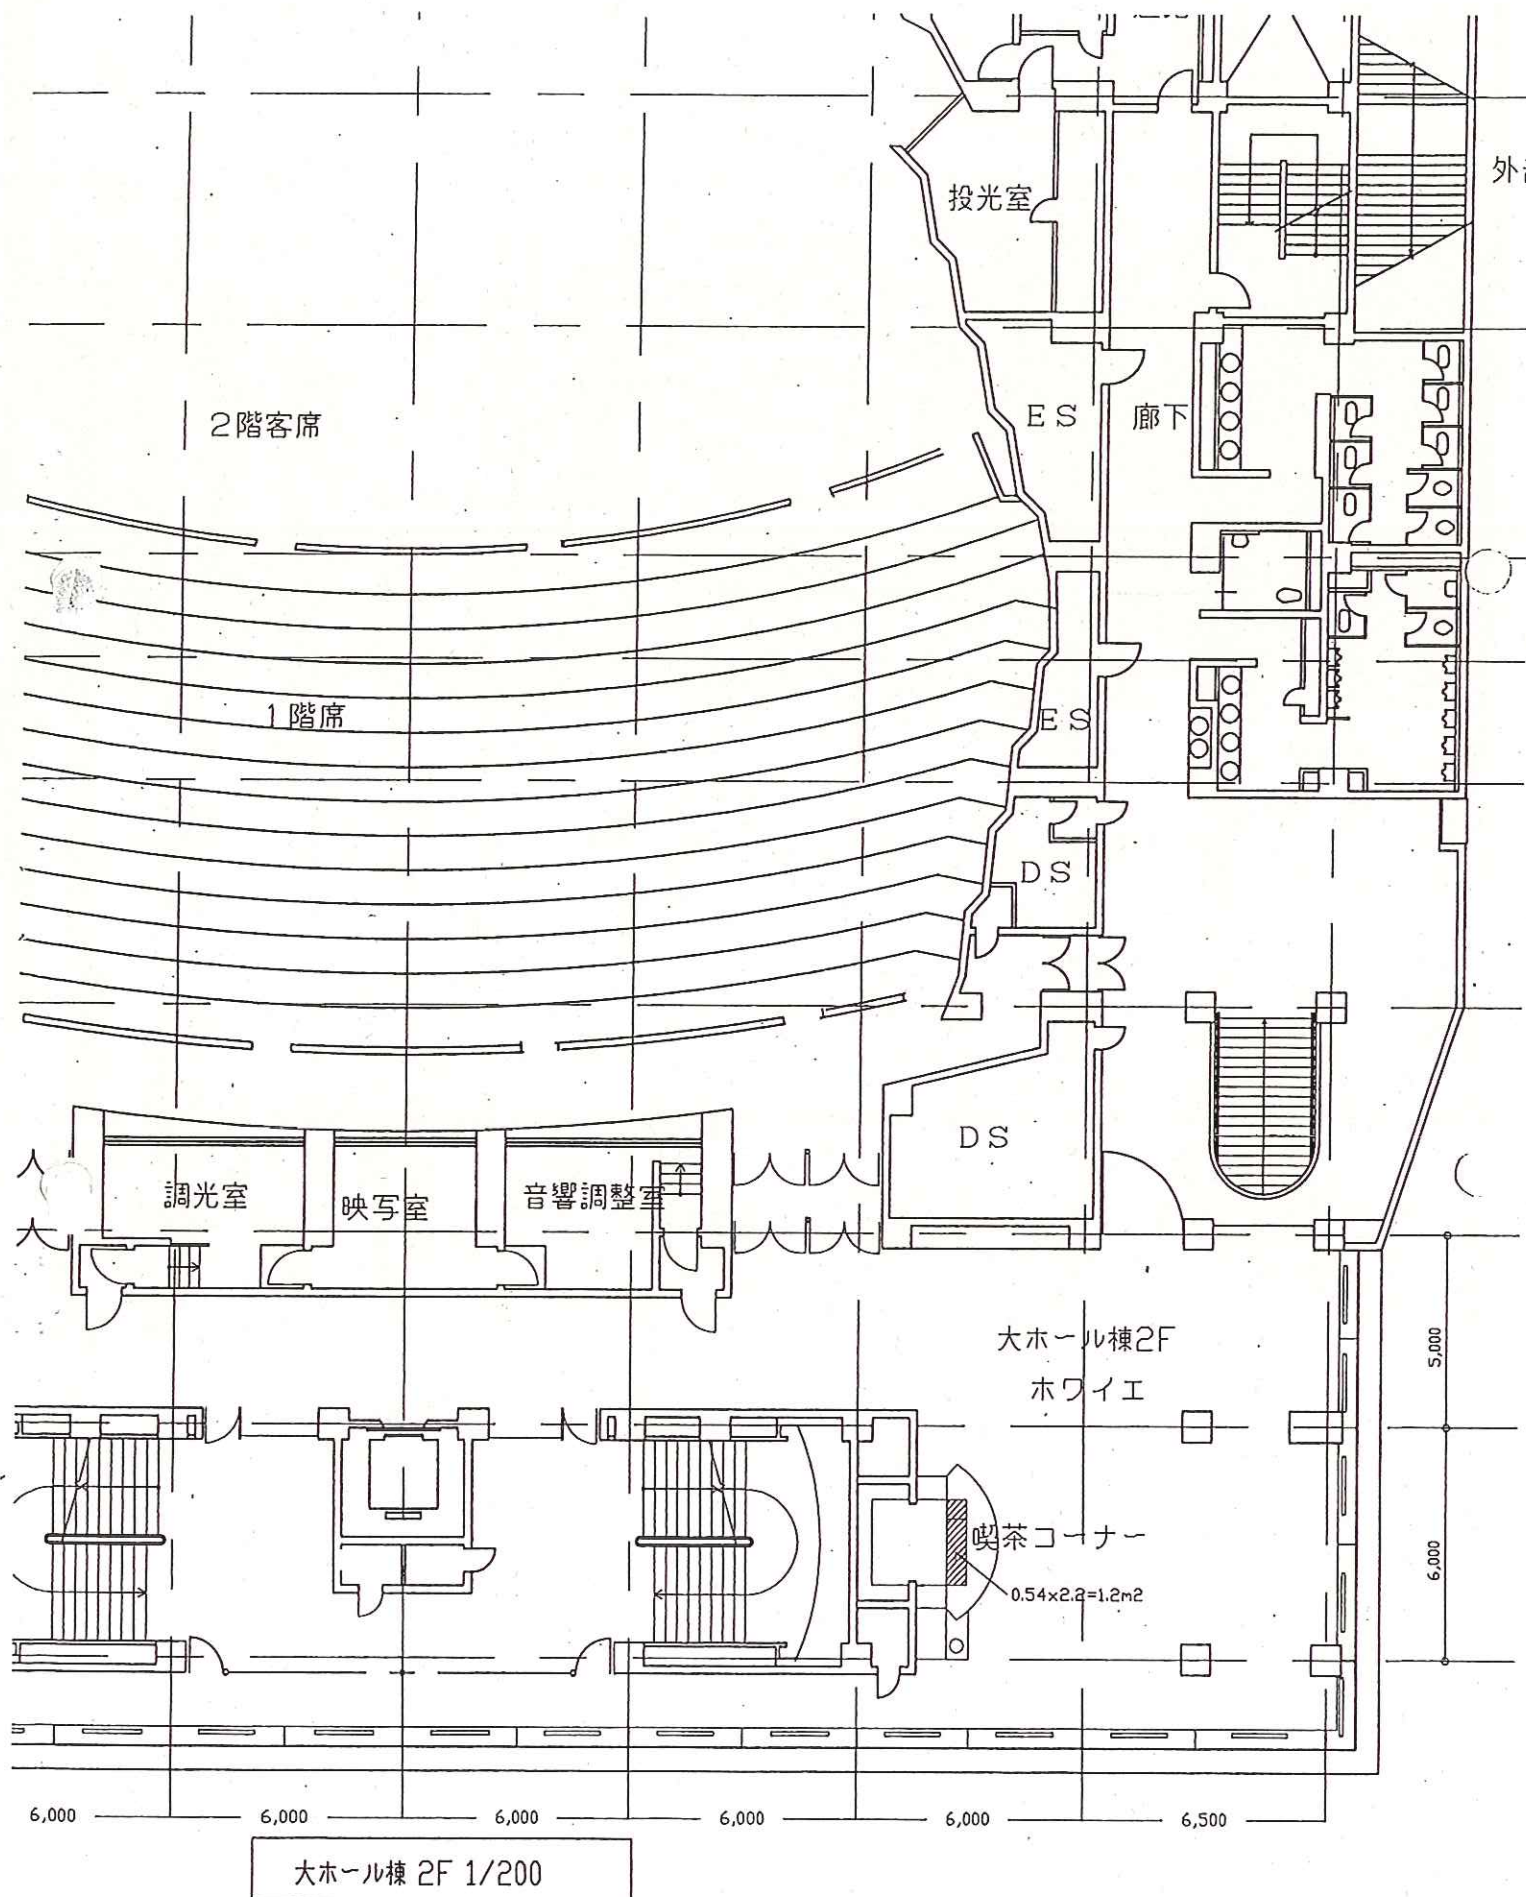 投光室
2階客席
ES
廊下
1階席
ES
DS
DS
調光室
映写室
音響調整室
大ホール棟2F
ホワイエ
5,000
喫茶コーナー
0.54x2.2=1.2m2
6,000
6,000
6,000
6,000
6,000
6,000
6,500
大ホール棟 2F 1/200